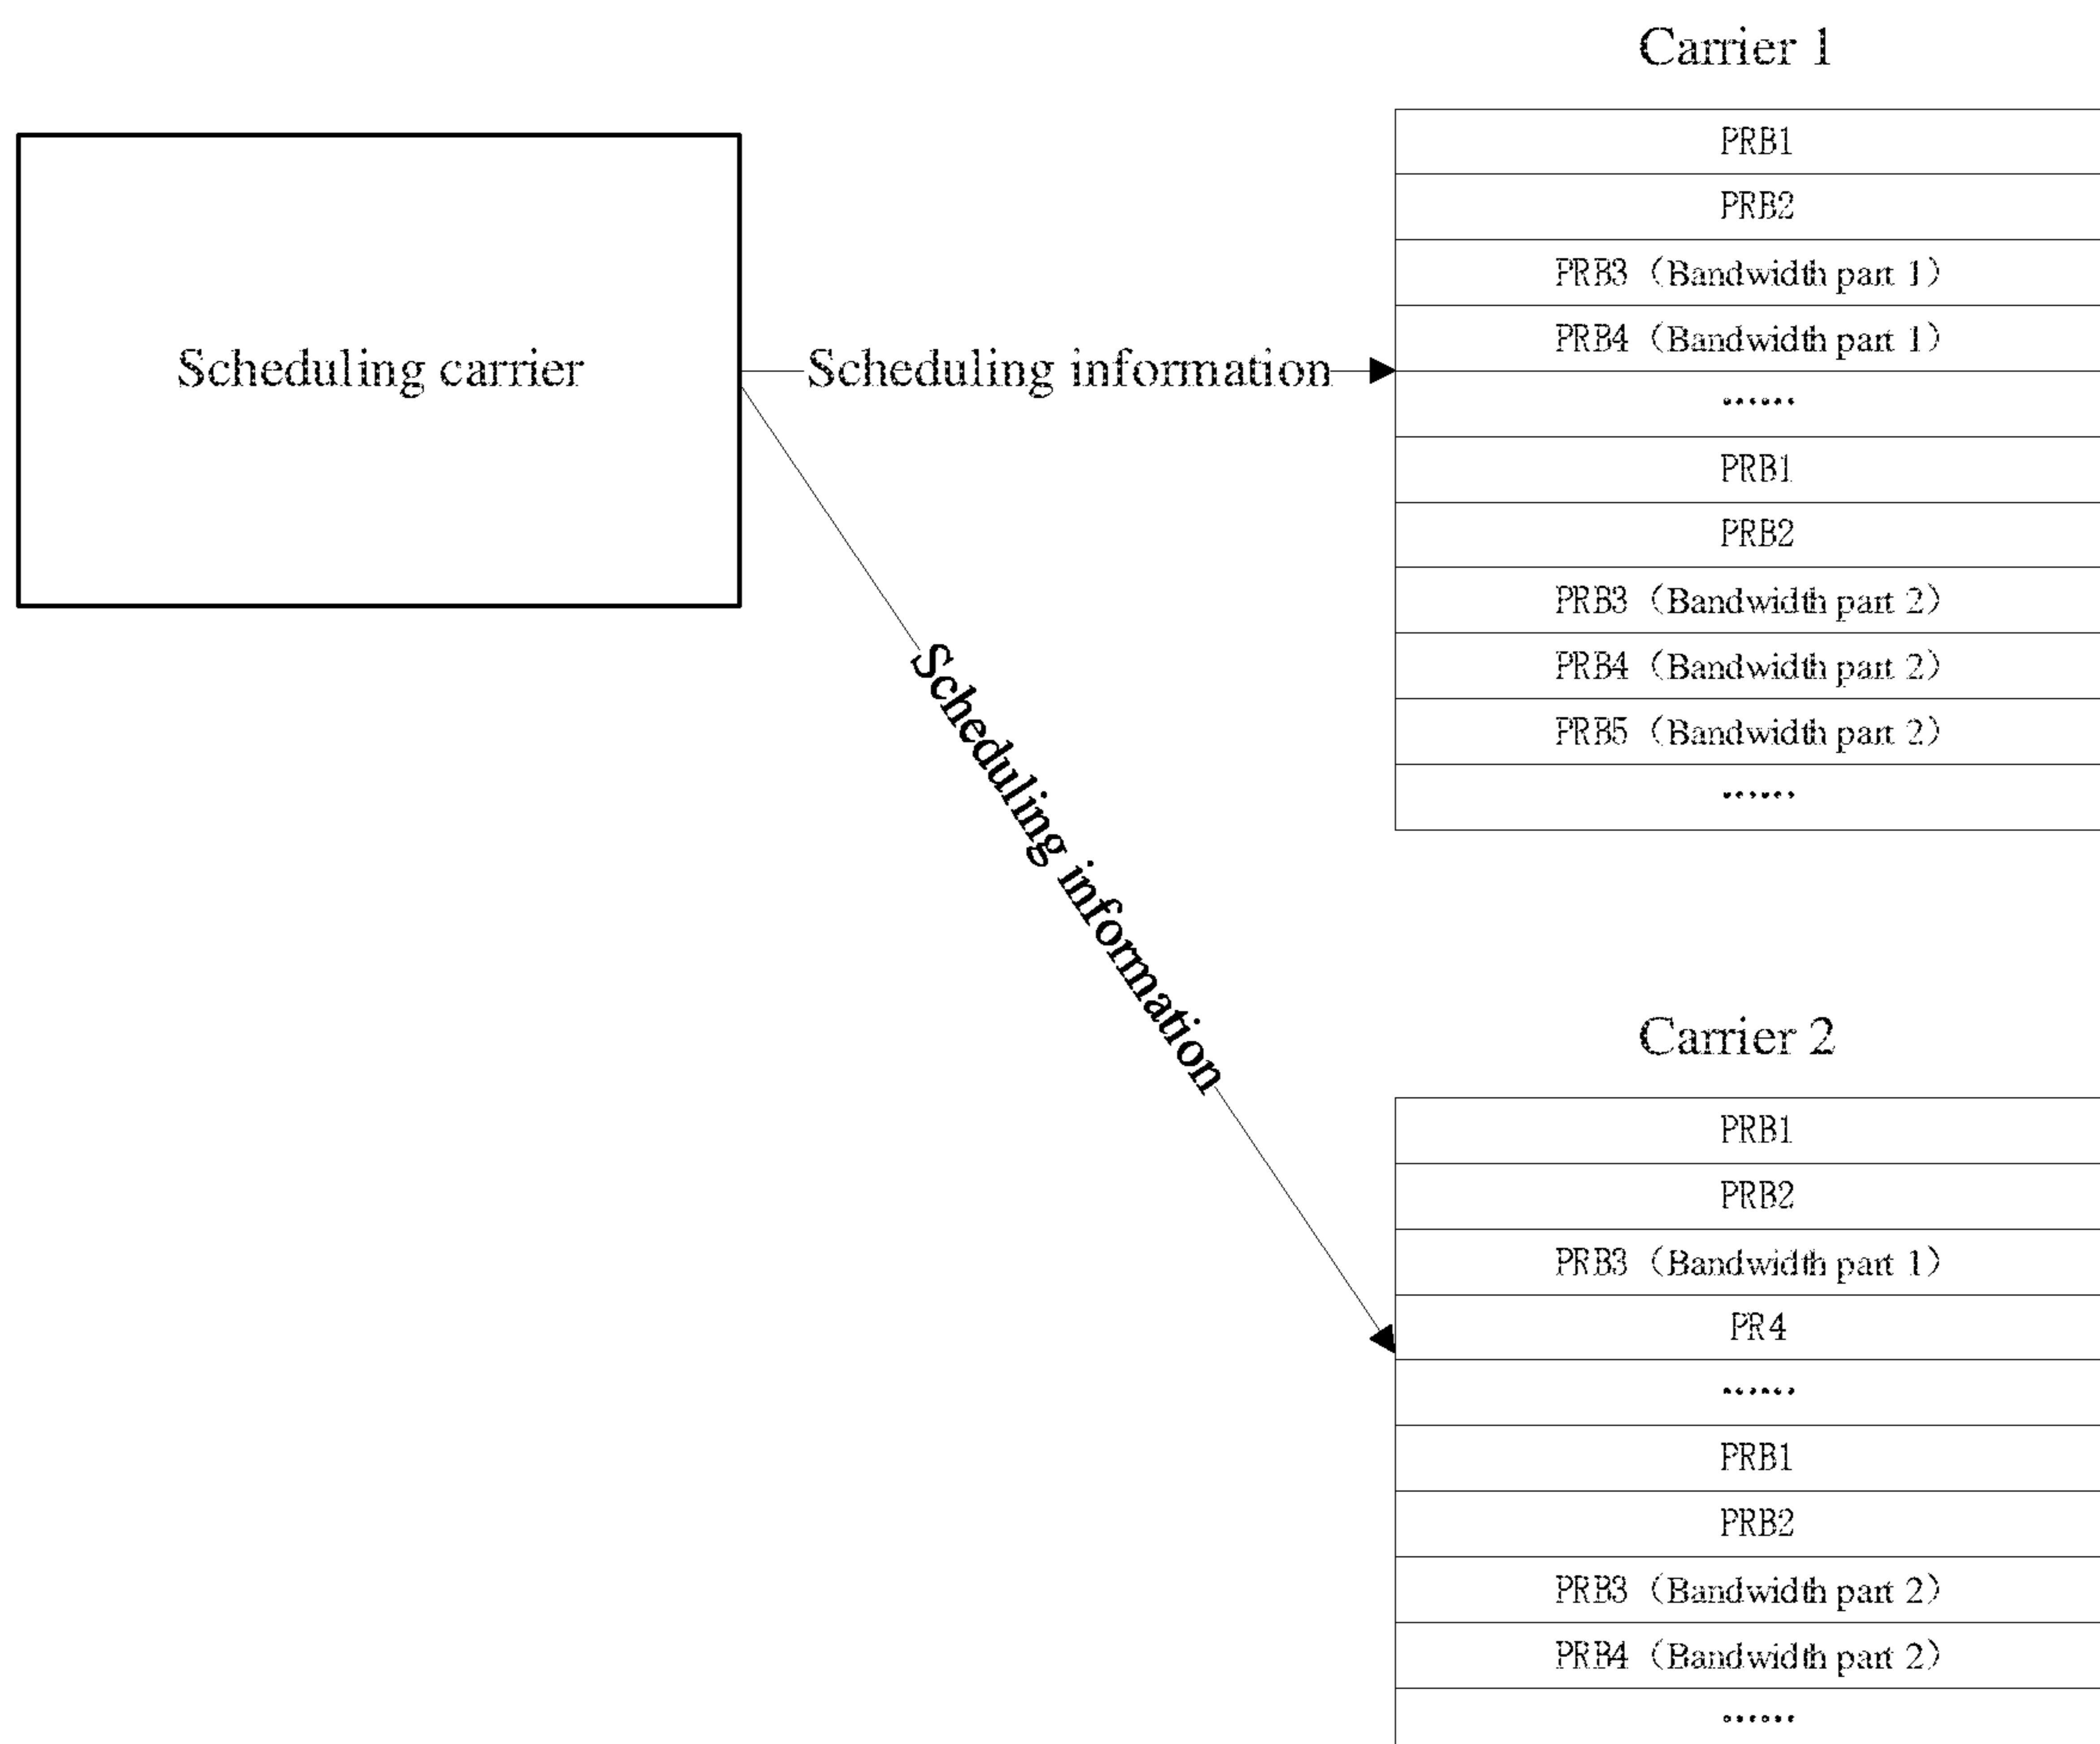 Carrier 1
PRB1
PRB2
PRB3（Bandwidth part 1）
Scheduling carrier
Scheduling information
PRB4（Bandwidth part 1）
......
PRB1
PRB2
PRB3（Bandwidth part 2）
PRB4（Bandwidth part 2）
PRB5（Bandwidth part 2）
......
Scheduling information
Carrier 2
PRB1
PRB2
PRB3（Bandwidth part 1）
PR4
......
PRB1
PRB2
PRB3（Bandwidth part 2）
PRB4（Bandwidth part 2）
......